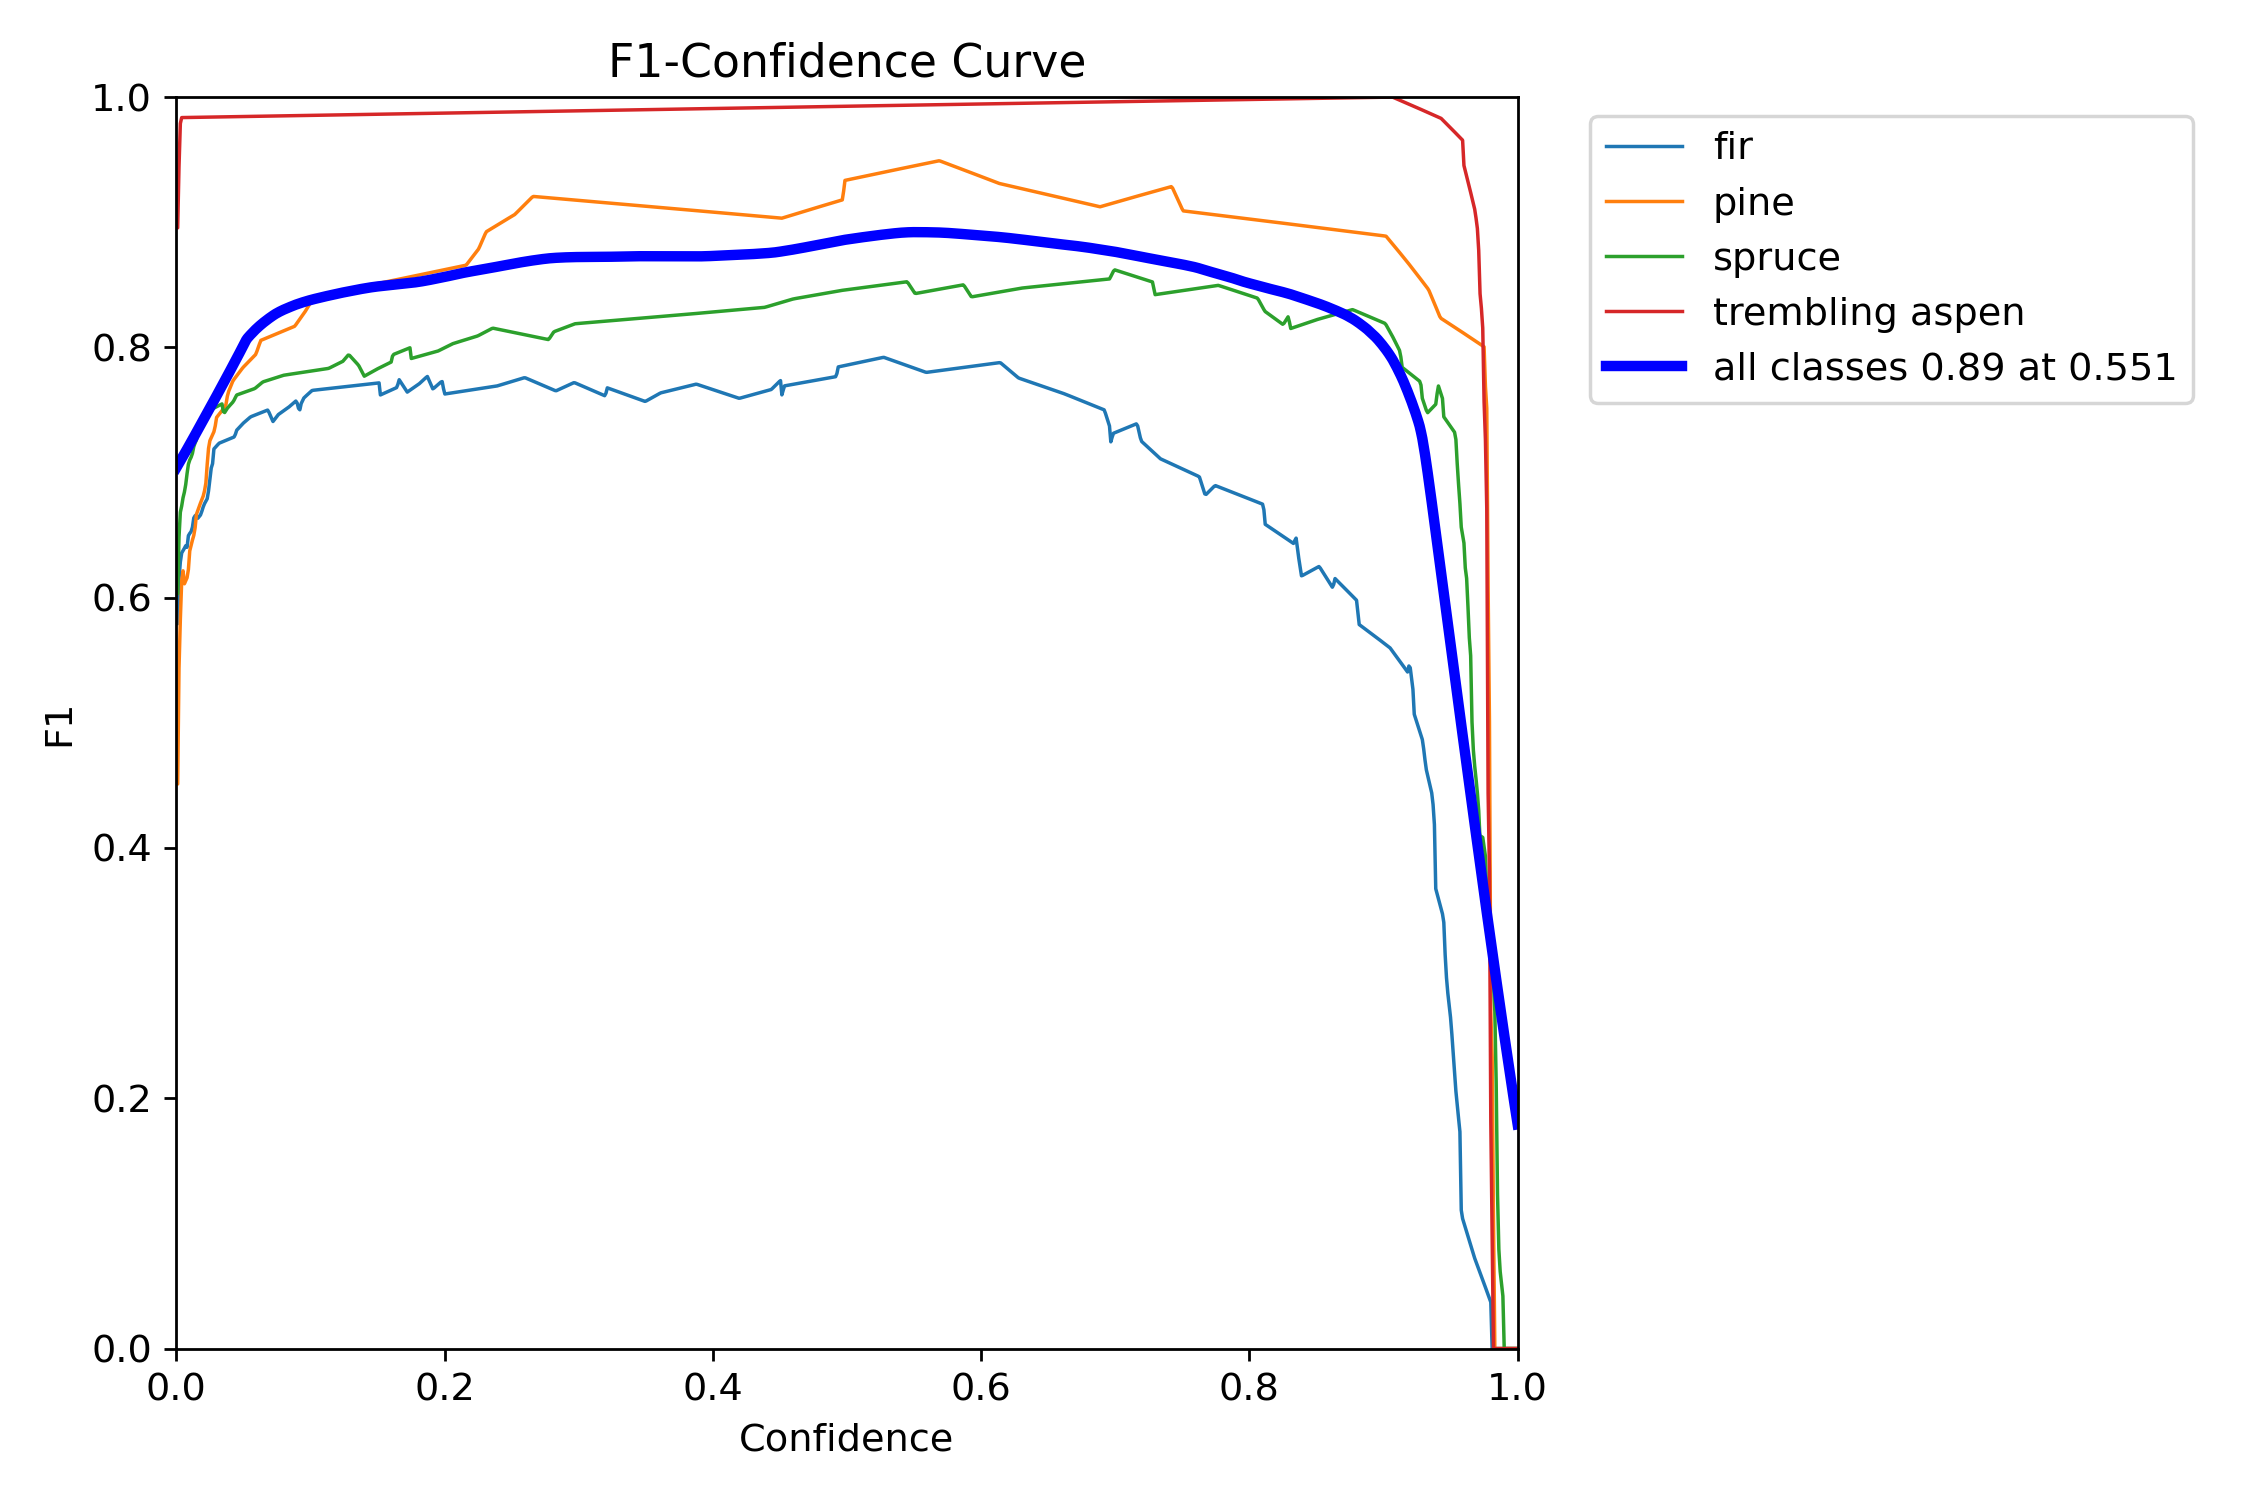 F1-Confidence Curve
1.0
0.8
0.6
0.4
0.2
0.0
F1
0.0 0.2 0.4 0.6 0.8 1.0
Confidence
fir
pine
spruce
trembling aspen
all classes 0.89 at 0.551